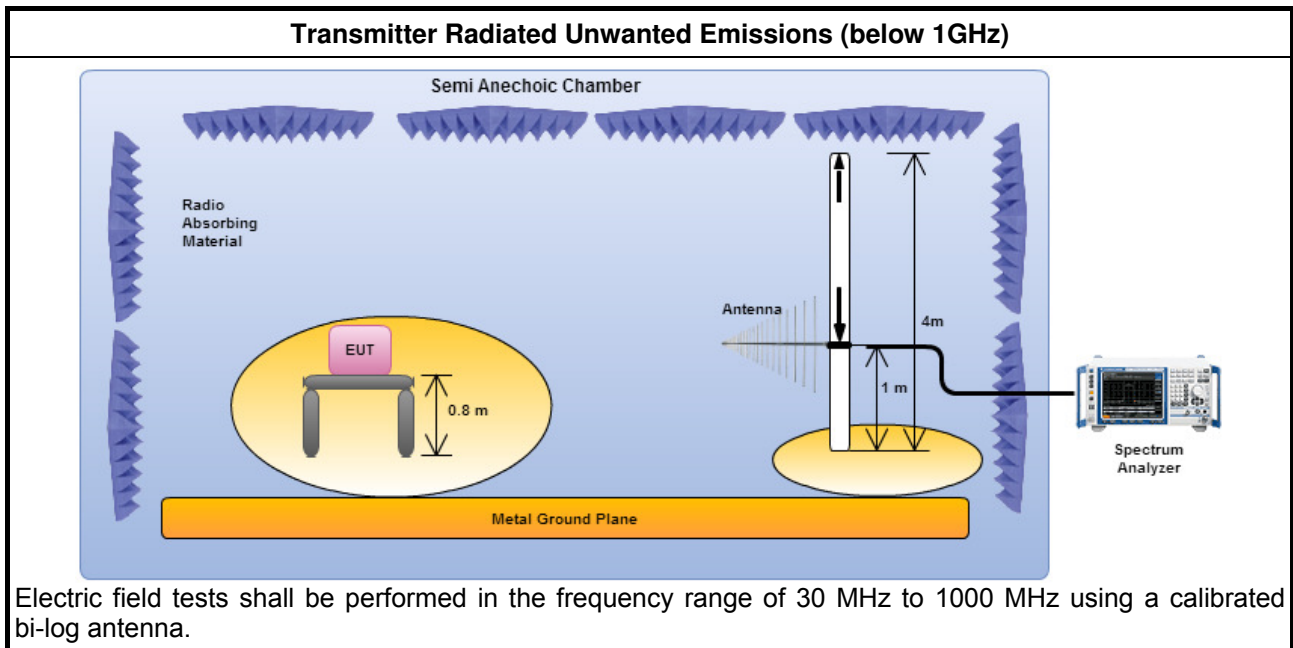 Transmitter Radiated Unwanted Emissions (below 1GHz)
Semi Anechoic Chamber
Radio
Absorbing
Material
Antenna
4m
EUT
1 m
0.8 m
Spectrum
Analyzer
Metal Ground Plane
Electric field tests shall be performed in the frequency range of 30 MHz to 1000 MHz using a calibrated
bi-log antenna.